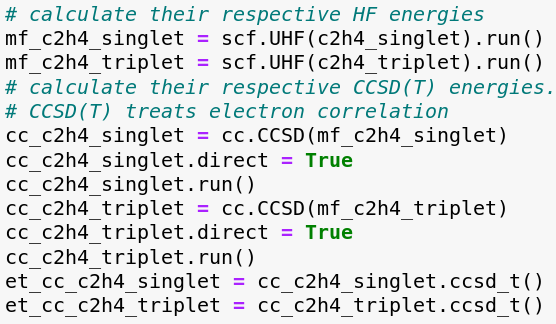 # calculate their respective HF energies
mf_c2h4_singlet = scf.UHF(c2h4_singlet).run()
mf_c2h4_triplet = scf.UHF(c2h4_triplet).run()
# calculate their respective CCSD(T) energies.
# CCSD(T) treats electron correlation
cc_c2h4_singlet = cc.CCSD(mf_c2h4_singlet)
cc_c2h4_singlet.direct = True
cc_c2h4_singlet.run()
cc_c2h4_triplet = cc.CCSD(mf_c2h4_triplet)
cc_c2h4_triplet.direct = True
cc_c2h4_triplet.run()
et_cc_c2h4_singlet = cc_c2h4_singlet.ccsd_t()
et_cc_c2h4_triplet = cc_c2h4_triplet.ccsd_t()